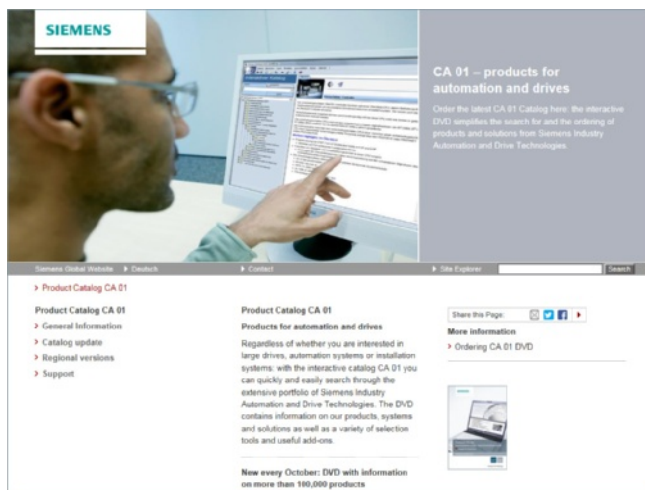 SIEMENS
CA 01 – products for
automation and drives
Order the latest CA 01 Catalog here: the interactive
DVD simplifies the search for and the ordering of
products and solutions from Siemens Industry
Automation and Drive Technologies.
Siemens Global Website Deutsch Contact Site Explorer Search
Product Catalog CA 01
Product Catalog CA 01
General Information
Catalog update
Regional versions
Support
Product Catalog CA 01
Products for automation and drives
Regardless of whether you are interested in
large drives, automation systems or installation
systems: with the interactive catalog CA 01 you
can quickly and easily search through the
extensive portfolio of Siemens Industry
Automation and Drive Technologies. The DVD
contains information on our products, systems
and solutions as well as a variety of selection
tools and useful add-ons.
New every October: DVD with information
on more than 100,000 products
Share this Page:
More information
Ordering CA 01 DVD